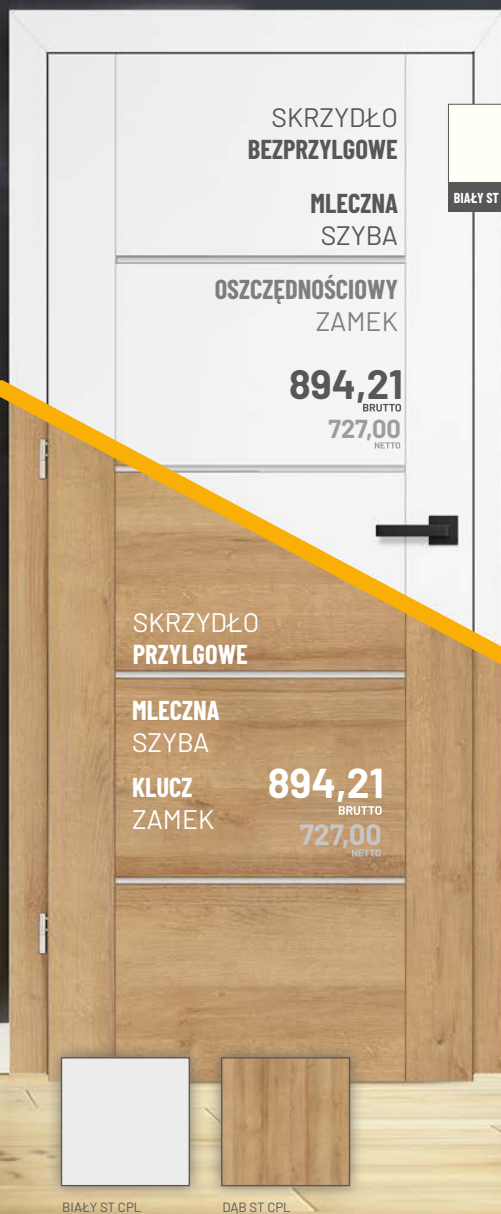 SKRZYDŁO
BEZPRZYLGOWE
MLECZNA
SZYBA
BIAŁY ST
OSZCZĘDNOŚCIOWY
ZAMEK
894,21
BRUTTO
727,00
NETTO
SKRZYDŁO
PRZYLGOWE
MLECZNA
SZYBA
KLUCZ
ZAMEK
894,21
BRUTTO
727,00
NETTO
BIAŁY ST CPL
DĄB ST CPL